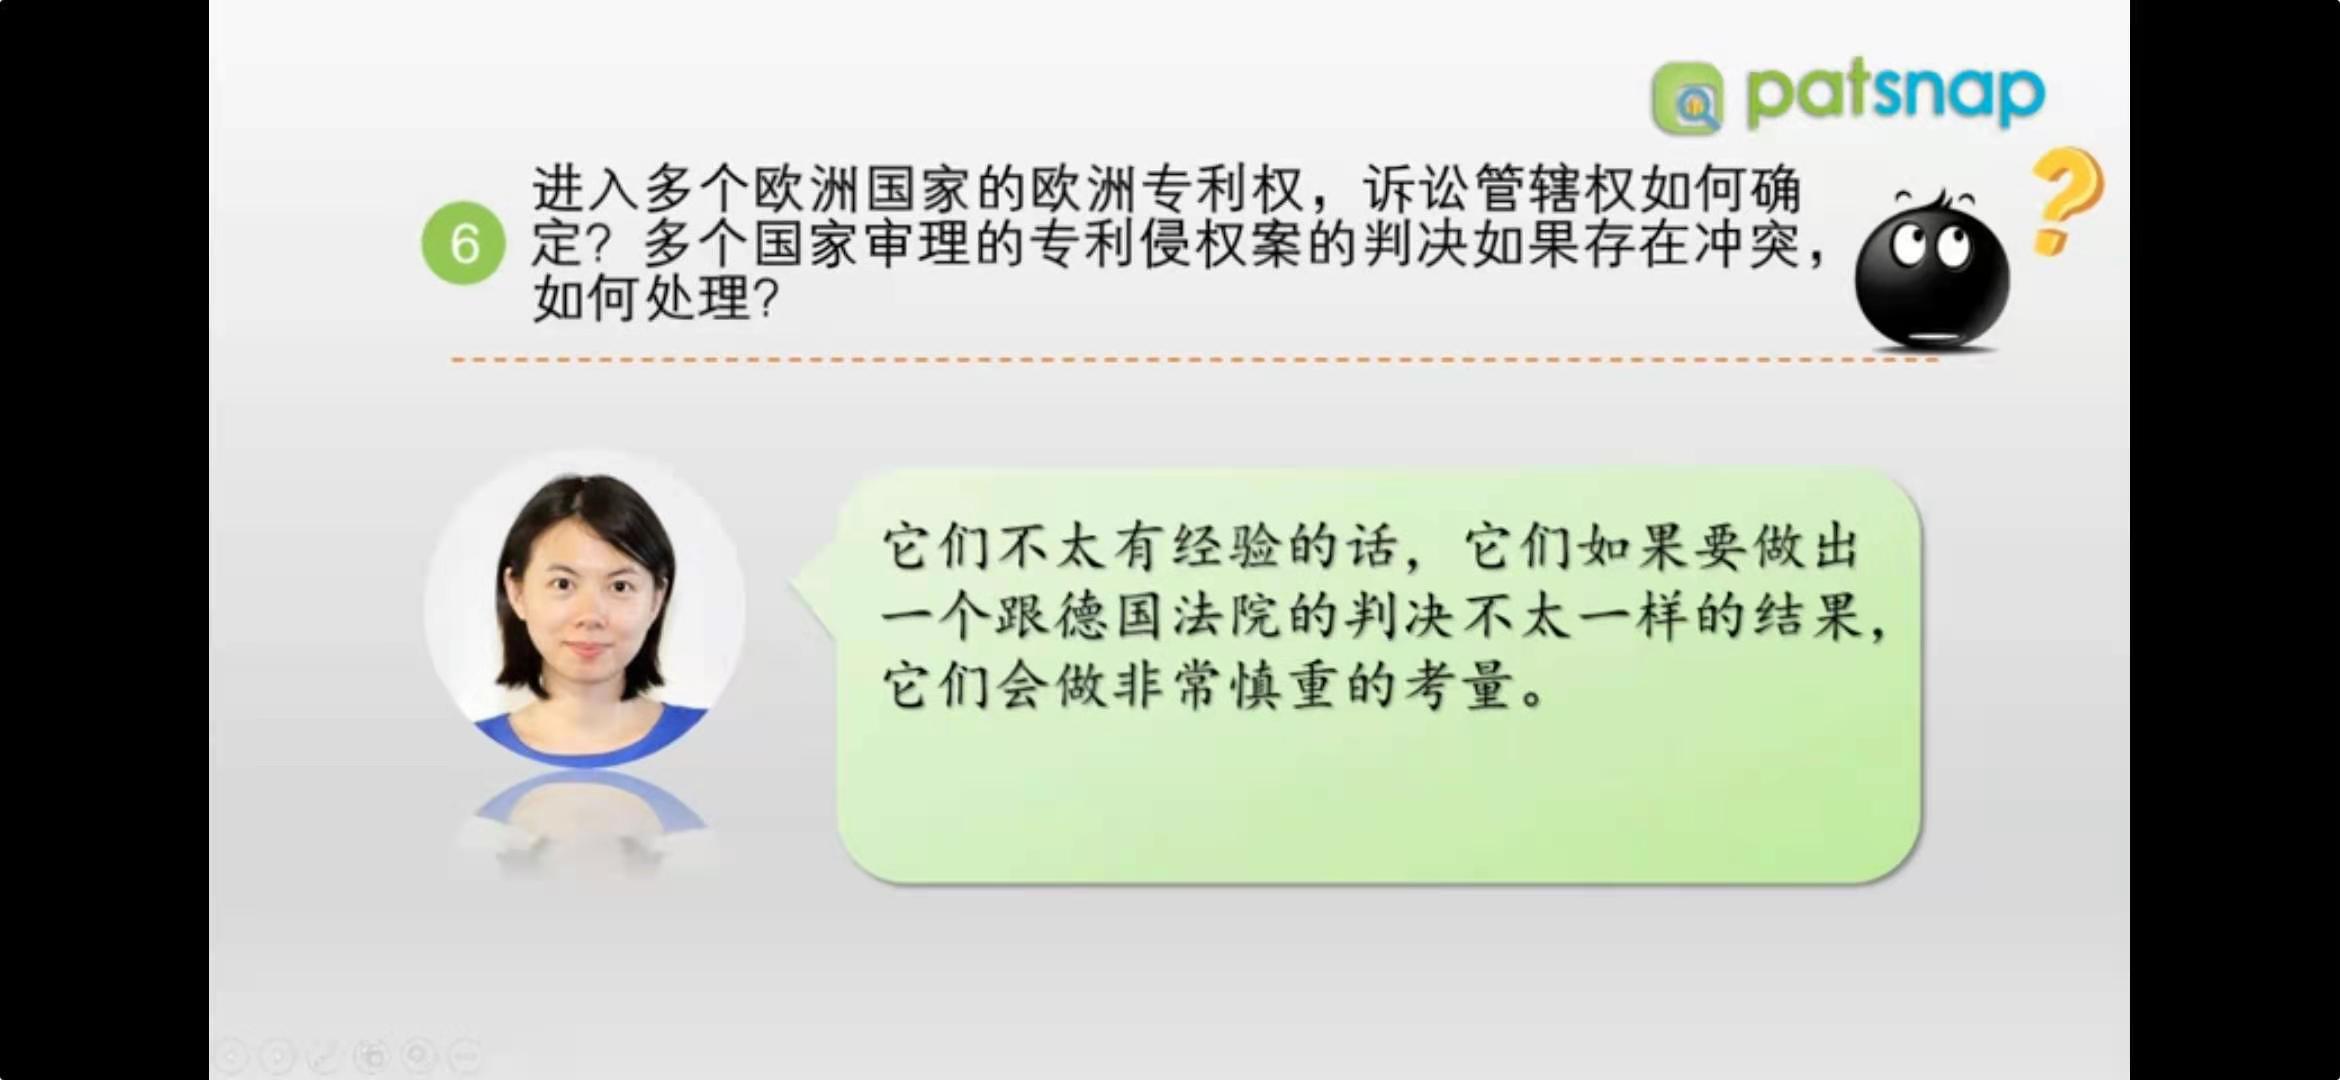 patsnap
6
进入多个欧洲国家的欧洲专利权，诉讼管辖权如何确
定？多个国家审理的专利侵权案的判决如果存在冲突，
如何处理？
?
它们不太有经验的话，它们如果要做出
一个跟德国法院的判决不太一样的结果，
它们会做非常慎重的考量。